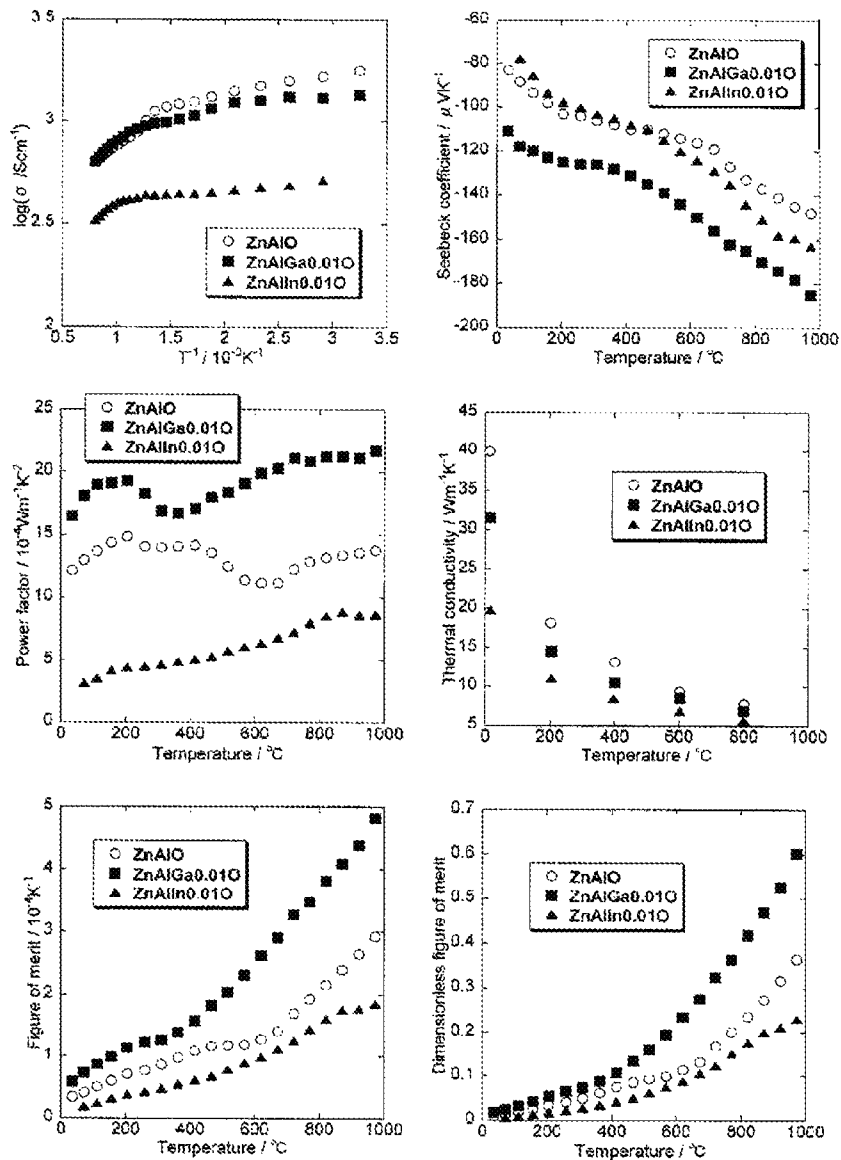 3.5
3
2.5
2
log(σ /Scm⁻¹)
ZnAlO
ZnAlGa0.01O
ZnAlIn0.01O
0.5 1 1.5 2 2.5 3 3.5
T⁻¹ / 10⁻³K⁻¹
-60
-80
-100
-120
-140
-160
-180
-200
Seebeck coefficient / μ VK⁻¹
ZnAlO
ZnAlGa0.01O
ZnAlIn0.01O
0 200 400 600 800 1000
Temperature / °C
25
20
15
10
5
0
Power factor / 10⁻⁴Wm⁻¹K⁻²
ZnAlO
ZnAlGa0.01O
ZnAlIn0.01O
0 200 400 600 800 1000
Temperature / °C
45
40
35
30
25
20
15
10
5
Thermal conductivity / Wm⁻¹K⁻¹
ZnAlO
ZnAlGa0.01O
ZnAlIn0.01O
0 200 400 600 800 1000
Temperature / °C
5
4
3
2
1
0
Figure of merit / 10⁻⁴K⁻¹
ZnAlO
ZnAlGa0.01O
ZnAlIn0.01O
0 200 400 600 800 1000
Temperature / °C
0.7
0.6
0.5
0.4
0.3
0.2
0.1
0
Dimensionless figure of merit
ZnAlO
ZnAlGa0.01O
ZnAlIn0.01O
0 200 400 600 800 1000
Temperature / °C